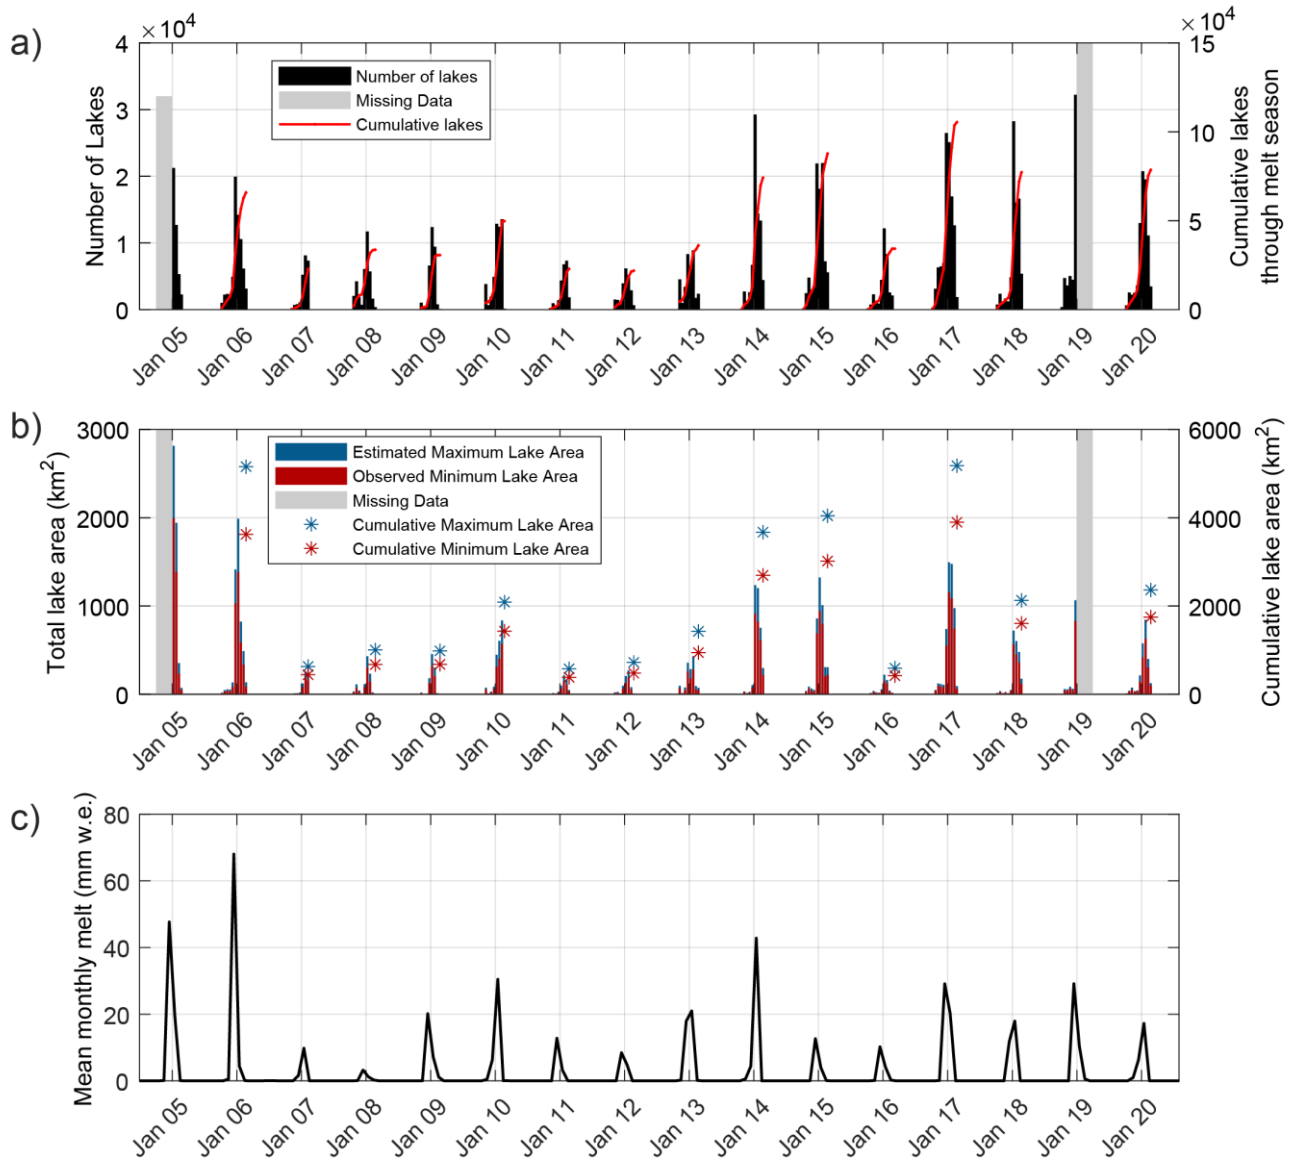 a)
× 10⁴
× 10⁴
Number of Lakes
4
3
2
1
0
Number of lakes
Missing Data
Cumulative lakes
15
10
5
0
Cumulative lakes
through melt season
Jan 05 Jan 06 Jan 07 Jan 08 Jan 09 Jan 10 Jan 11 Jan 12 Jan 13 Jan 14 Jan 15 Jan 16 Jan 17 Jan 18 Jan 19 Jan 20
b)
Total lake area (km²)
3000
2000
1000
0
Estimated Maximum Lake Area
Observed Minimum Lake Area
Missing Data
Cumulative Maximum Lake Area
Cumulative Minimum Lake Area
6000
4000
2000
0
Cumulative lake area (km²)
Jan 05 Jan 06 Jan 07 Jan 08 Jan 09 Jan 10 Jan 11 Jan 12 Jan 13 Jan 14 Jan 15 Jan 16 Jan 17 Jan 18 Jan 19 Jan 20
c)
Mean monthly melt (mm w.e.)
80
60
40
20
0
Jan 05 Jan 06 Jan 07 Jan 08 Jan 09 Jan 10 Jan 11 Jan 12 Jan 13 Jan 14 Jan 15 Jan 16 Jan 17 Jan 18 Jan 19 Jan 20